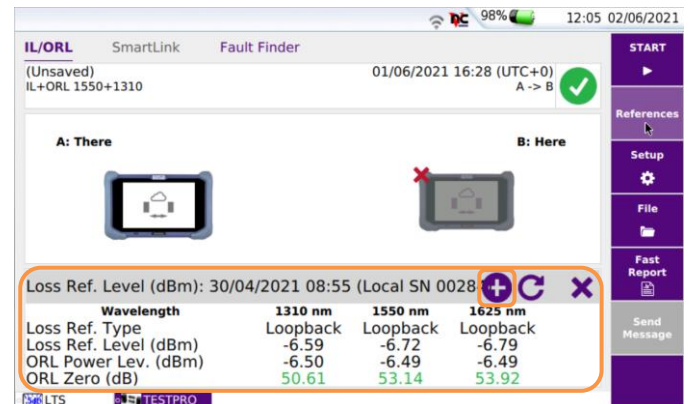 98% 12:05 02/06/2021
IL/ORL SmartLink Fault Finder
START
(Unsaved) 01/06/2021 16:28 (UTC+0)
IL+ORL 1550+1310 A -> B
References
A: There B: Here
Setup
File
Fast
Report
Loss Ref. Level (dBm): 30/04/2021 08:55 (Local SN 0028
Wavelength 1310 nm 1550 nm 1625 nm
Loss Ref. Type Loopback Loopback Loopback
Send
Message
Loss Ref. Level (dBm) -6.59 -6.72 -6.79
ORL Power Lev. (dBm) -6.50 -6.49 -6.49
ORL Zero (dB) 50.61 53.14 53.92
LTS TESTPRO